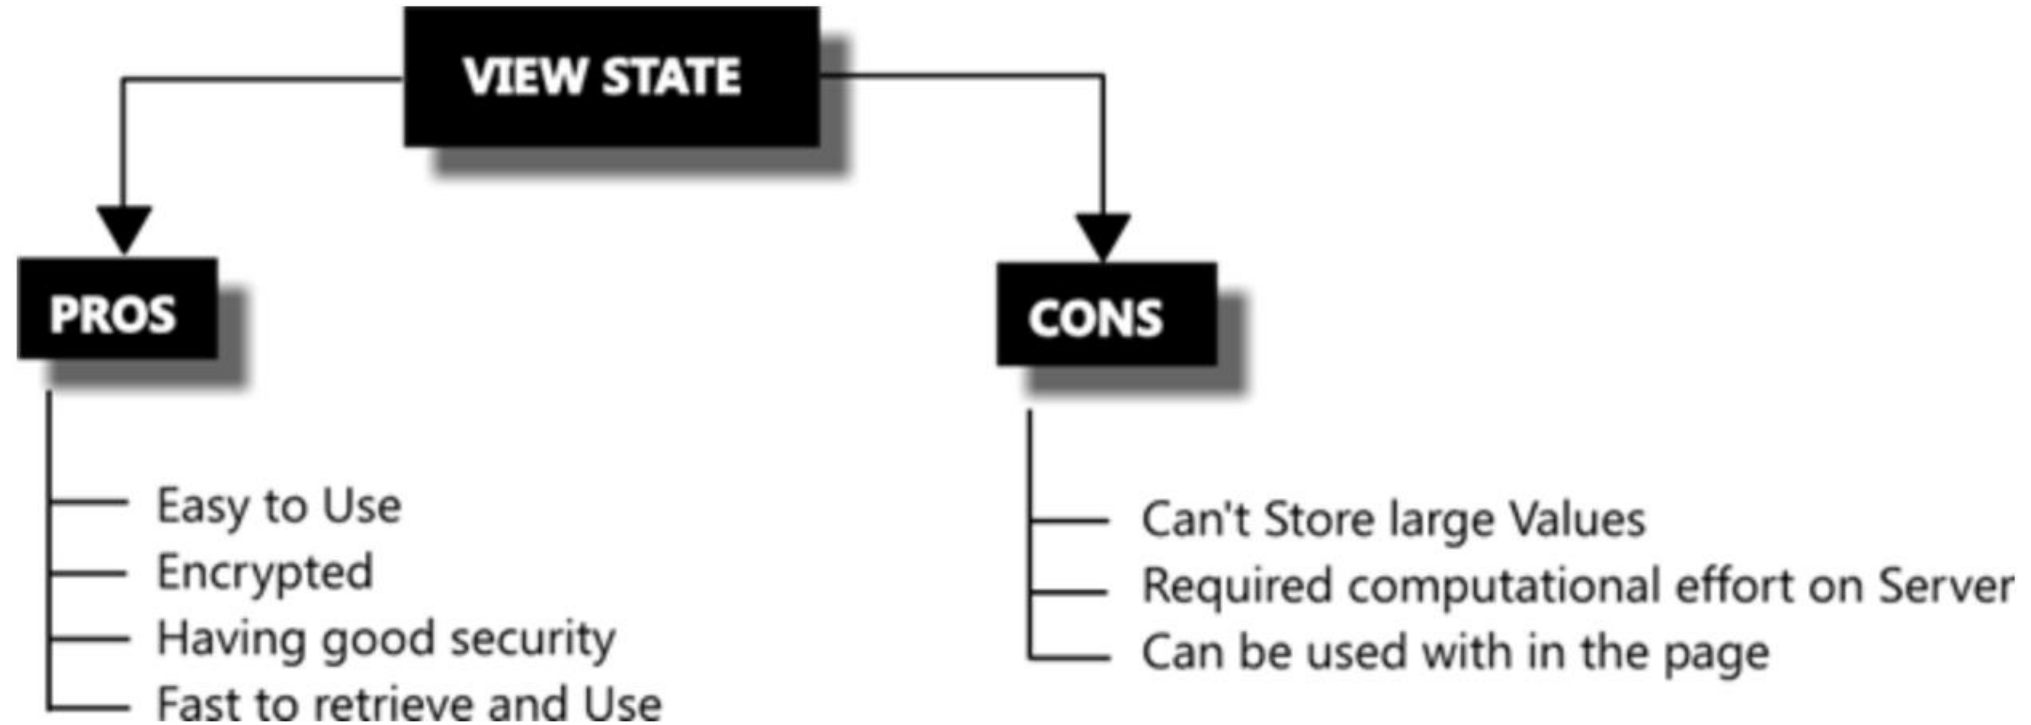 VIEW STATE
PROS
Easy to Use
Encrypted
Having good security
Fast to retrieve and Use
CONS
Can't Store large Values
Required computational effort on Server
Can be used with in the page